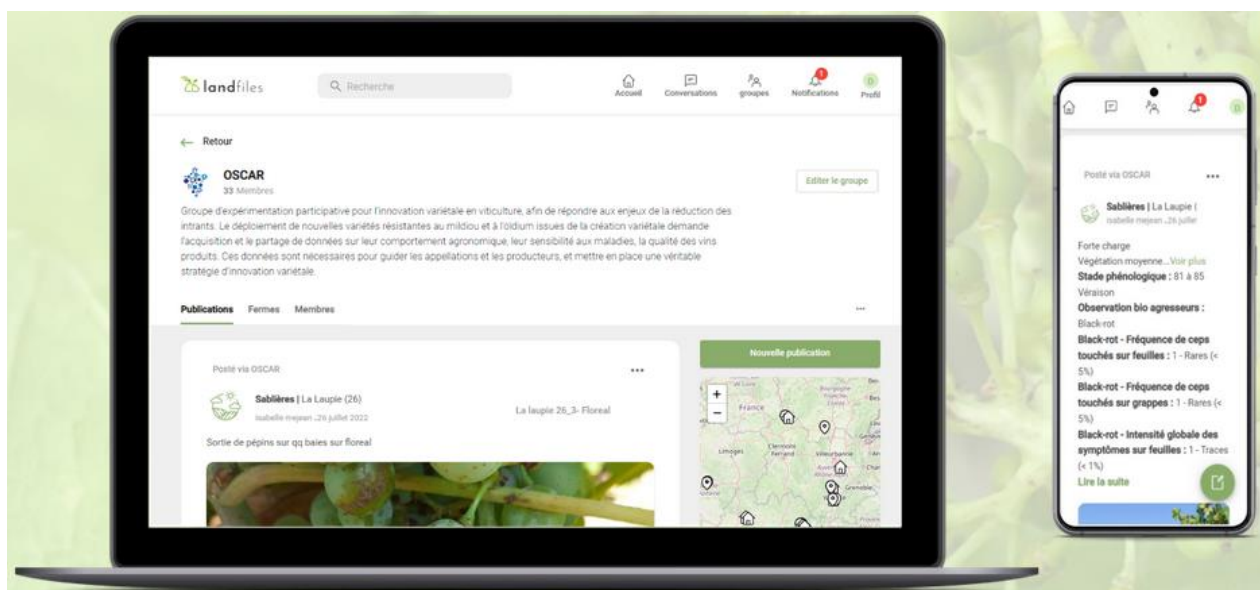 landfiles
Recherche
Accueil
Conversations
groupes
Notifications
Profil
1
D
Retour
OSCAR
33 Membres
Editer le groupe
Groupe d'expérimentation participative pour l'innovation variétale en viticulture, afin de répondre aux enjeux de la réduction des
intrants. Le déploiement de nouvelles variétés résistantes au mildiou et à l'oïdium issues de la création variétale demande
l'acquisition et le partage de données sur leur comportement agronomique, leur sensibilité aux maladies, la qualité des vins
produits. Ces données sont nécessaires pour guider les appellations et les producteurs, et mettre en place une véritable
stratégie d'innovation variétale.
Publications Fermes Membres
Nouvelle publication
Posté via OSCAR
Sablières | La Laupie (26)
isabelle mejean .26 juillet 2022
La laupie 26_3- Floreal
Sortie de pépins sur qq baies sur floreal
+
−
France
Limoges
Clermont
Ferrand
Villeurbanne
Grenoble
1
D
Posté via OSCAR
Sablières | La Laupie (
isabelle mejean .26 juillet
Forte charge
Végétation moyenne...Voir plus
Stade phénologique : 81 à 85
Véraison
Observation bio agresseurs :
Black-rot
Black-rot - Fréquence de ceps
touchés sur feuilles : 1 - Rares (<
5%)
Black-rot - Fréquence de ceps
touchés sur grappes : 1 - Rares (<
5%)
Black-rot - Intensité globale des
symptômes sur feuilles : 1 - Traces
(< 1%)
Lire la suite